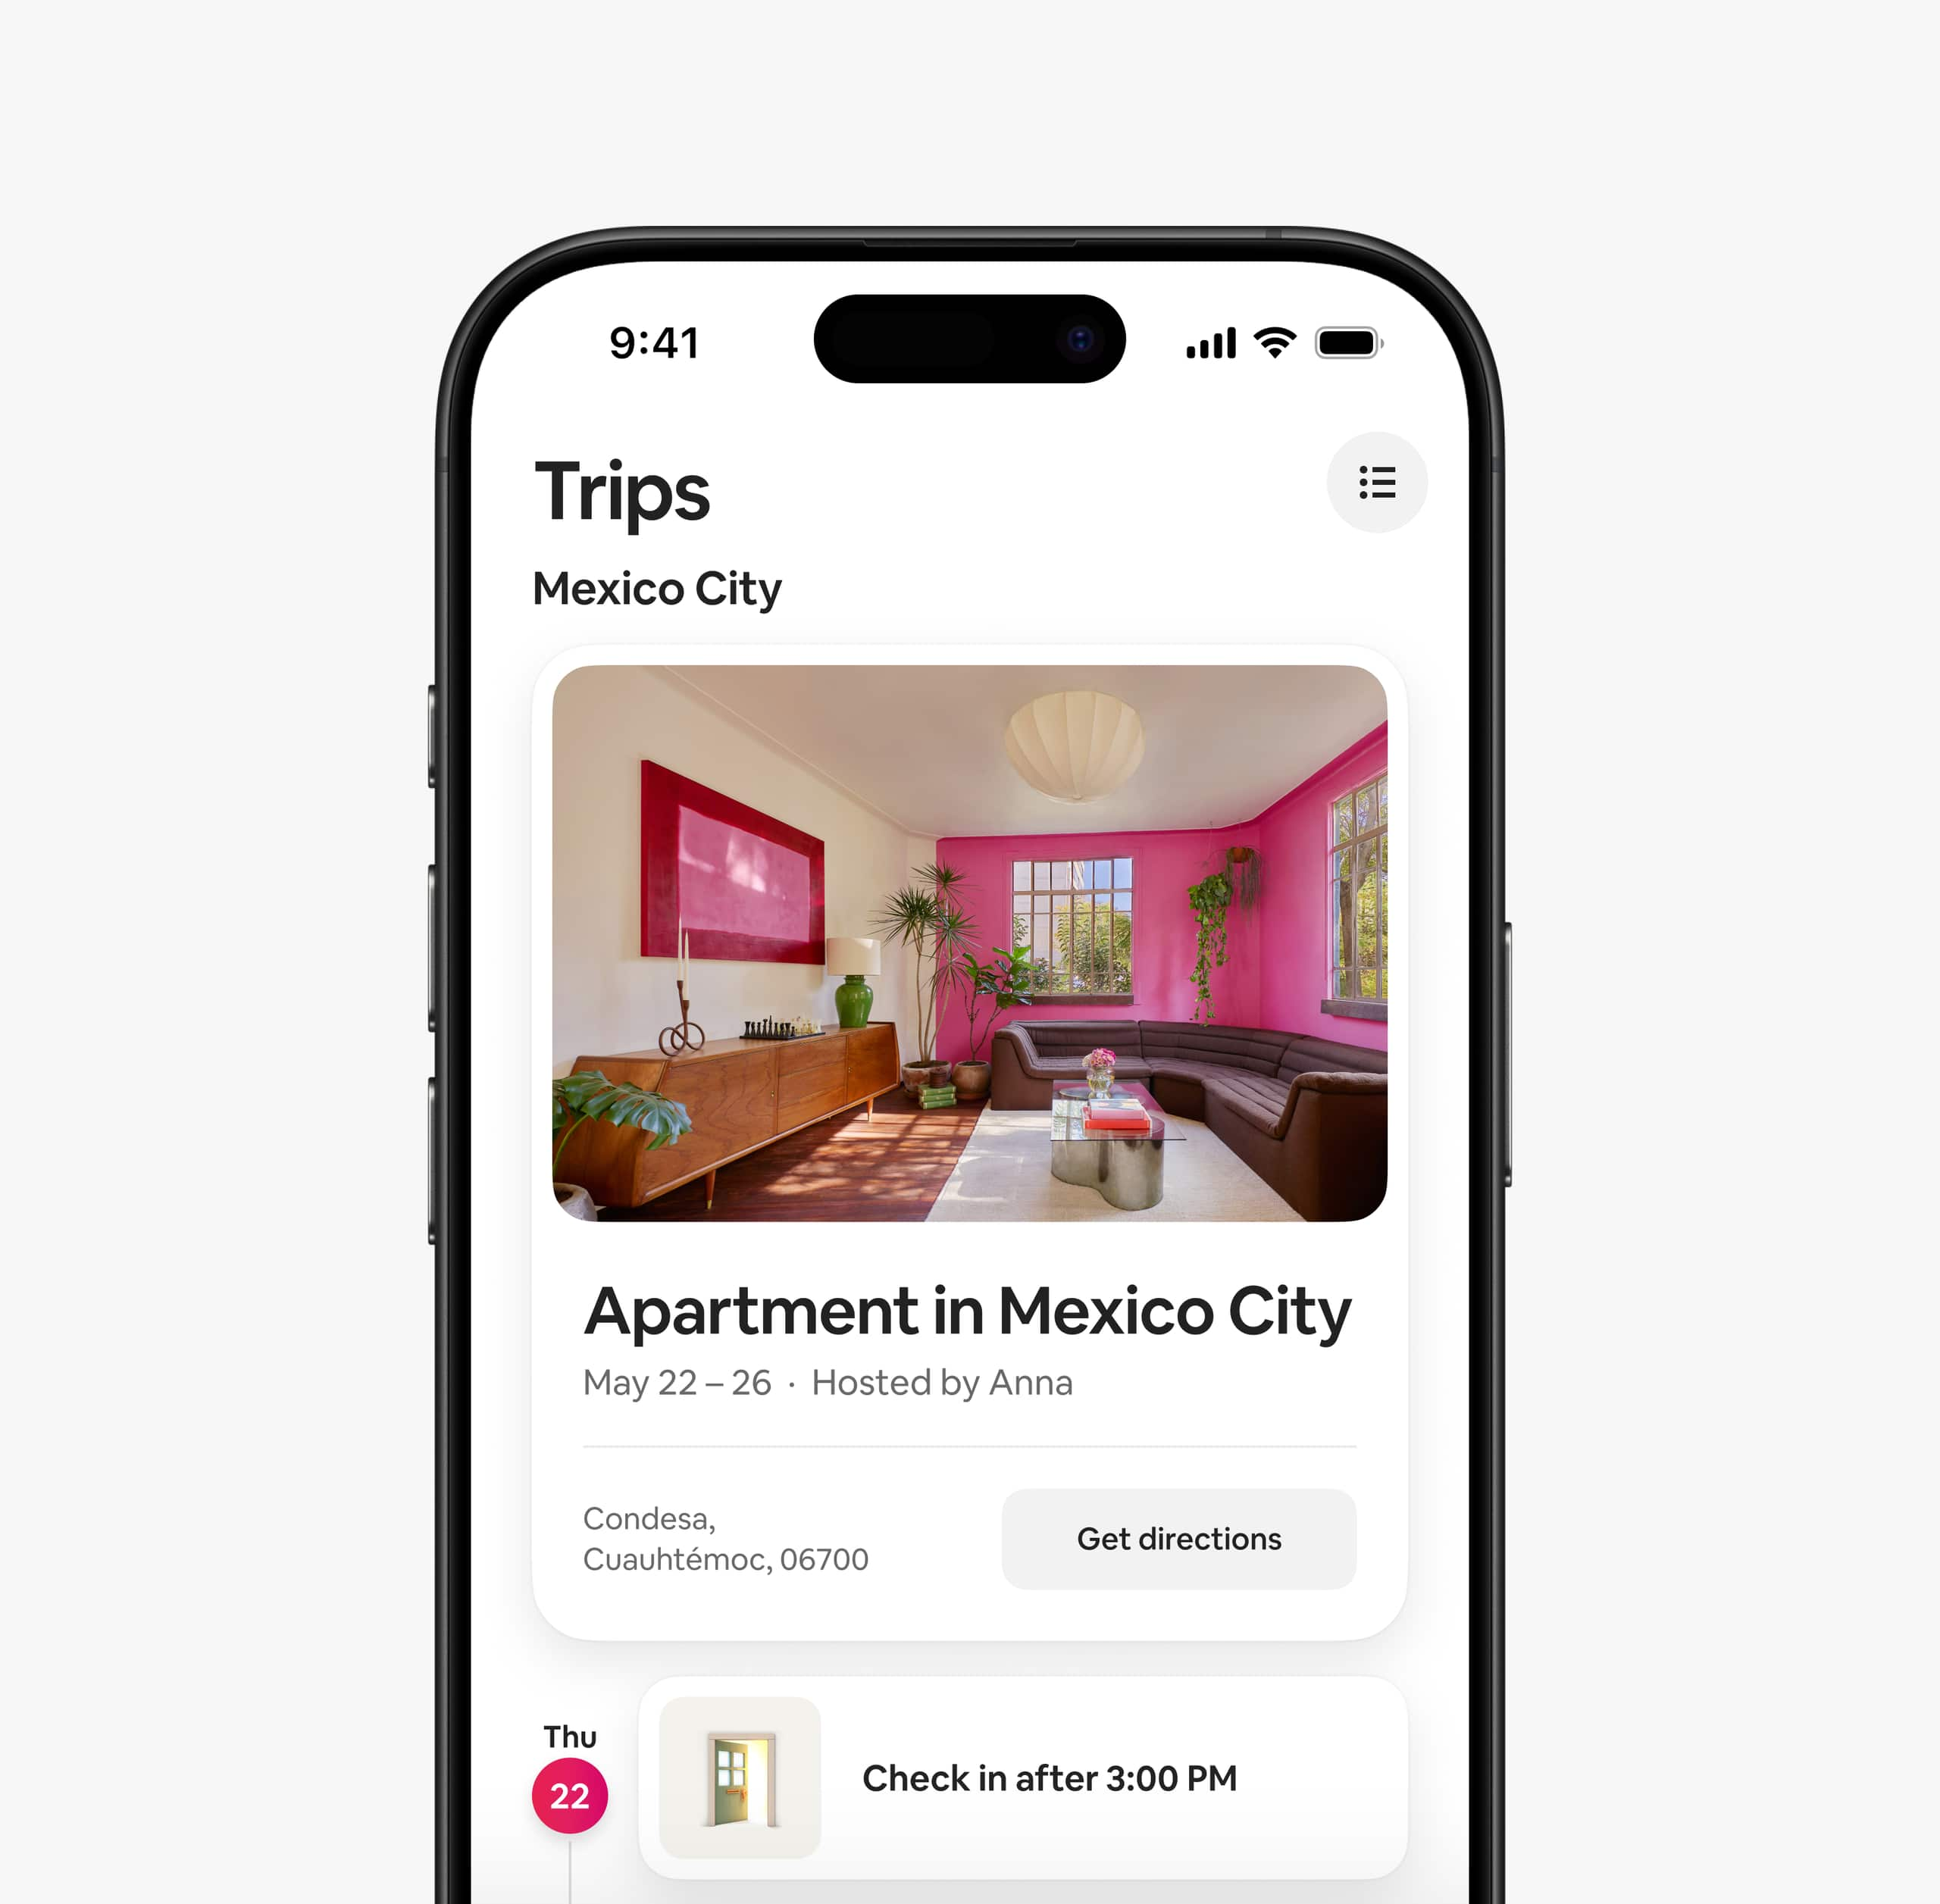 9:41
Trips
Mexico City
Apartment in Mexico City
May 22 – 26 · Hosted by Anna
Condesa,
Cuauhtémoc, 06700
Get directions
Thu
22
Check in after 3:00 PM